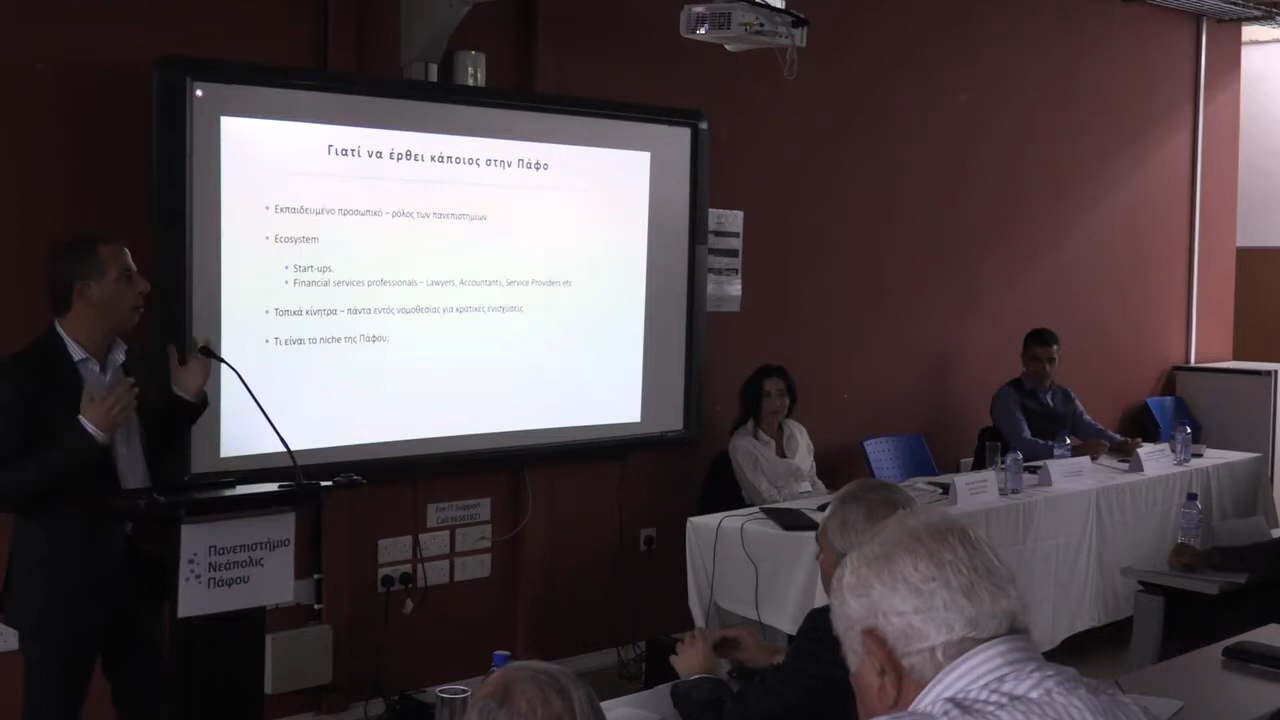 Γιατί να έρθει κάποιος στην Πάφο
Εκπαιδευμένο προσωπικό – ρόλος των πανεπιστημίων
Ecosystem
Start-ups.
Financial services professionals – Lawyers, Accountants, Service Providers etc
Τοπικά κίνητρα – πάντα εντός νομοθεσίας για κρατικές ενισχύσεις
Τι είναι το niche της Πάφου;
For IT Support
Call:96581821
Πανεπιστήμιο
Νεάπολις
Πάφου